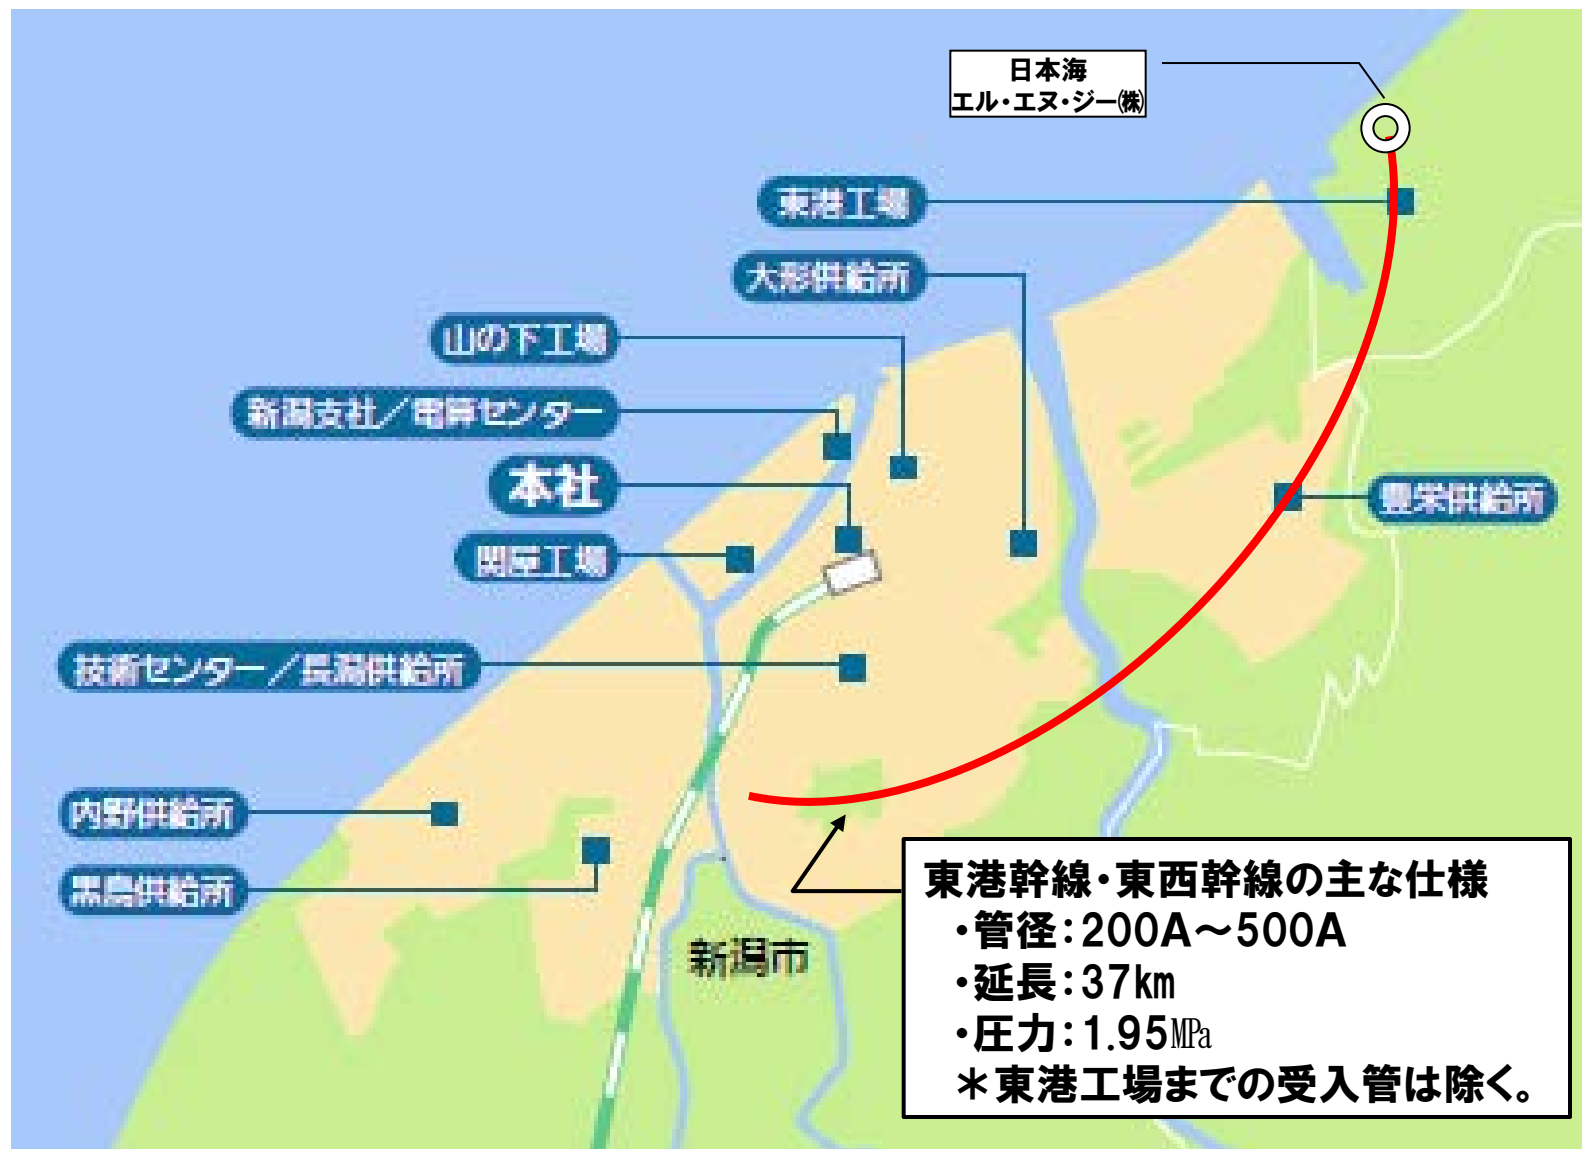 日本海
エル・エヌ・ジー㈱
東港工場
大形供給所
山の下工場
新潟支社／電算センター
本社
関屋工場
豊栄供給所
技術センター／長潟供給所
内野供給所
黒鳥供給所
新潟市
東港幹線・東西幹線の主な仕様
・管径：200A～500A
・延長：37㎞
・圧力：1.95㎫
＊東港工場までの受入管は除く。